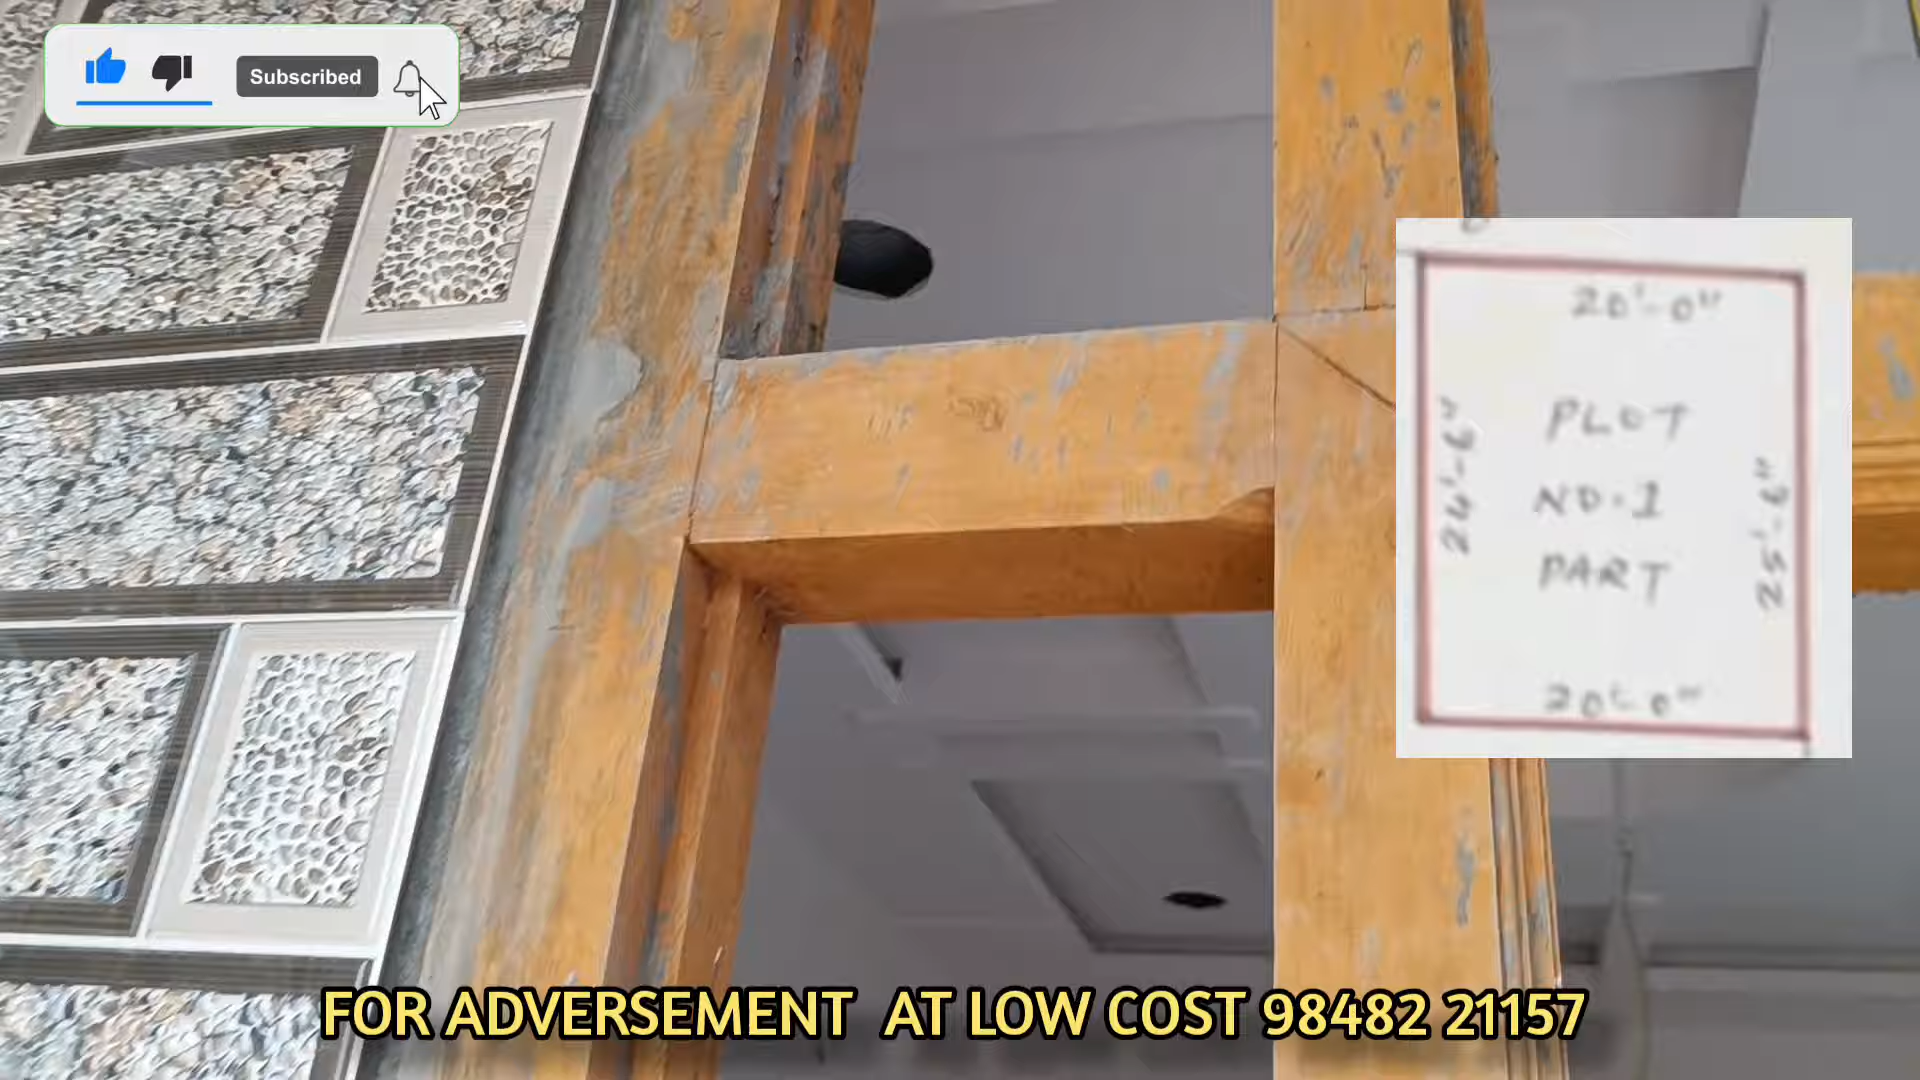 Subscribed
20'-0"
24'-6"
PLOT
NO.1
PART
25'-6"
20'-0"
FOR ADVERSEMENT AT LOW COST 98482 21157